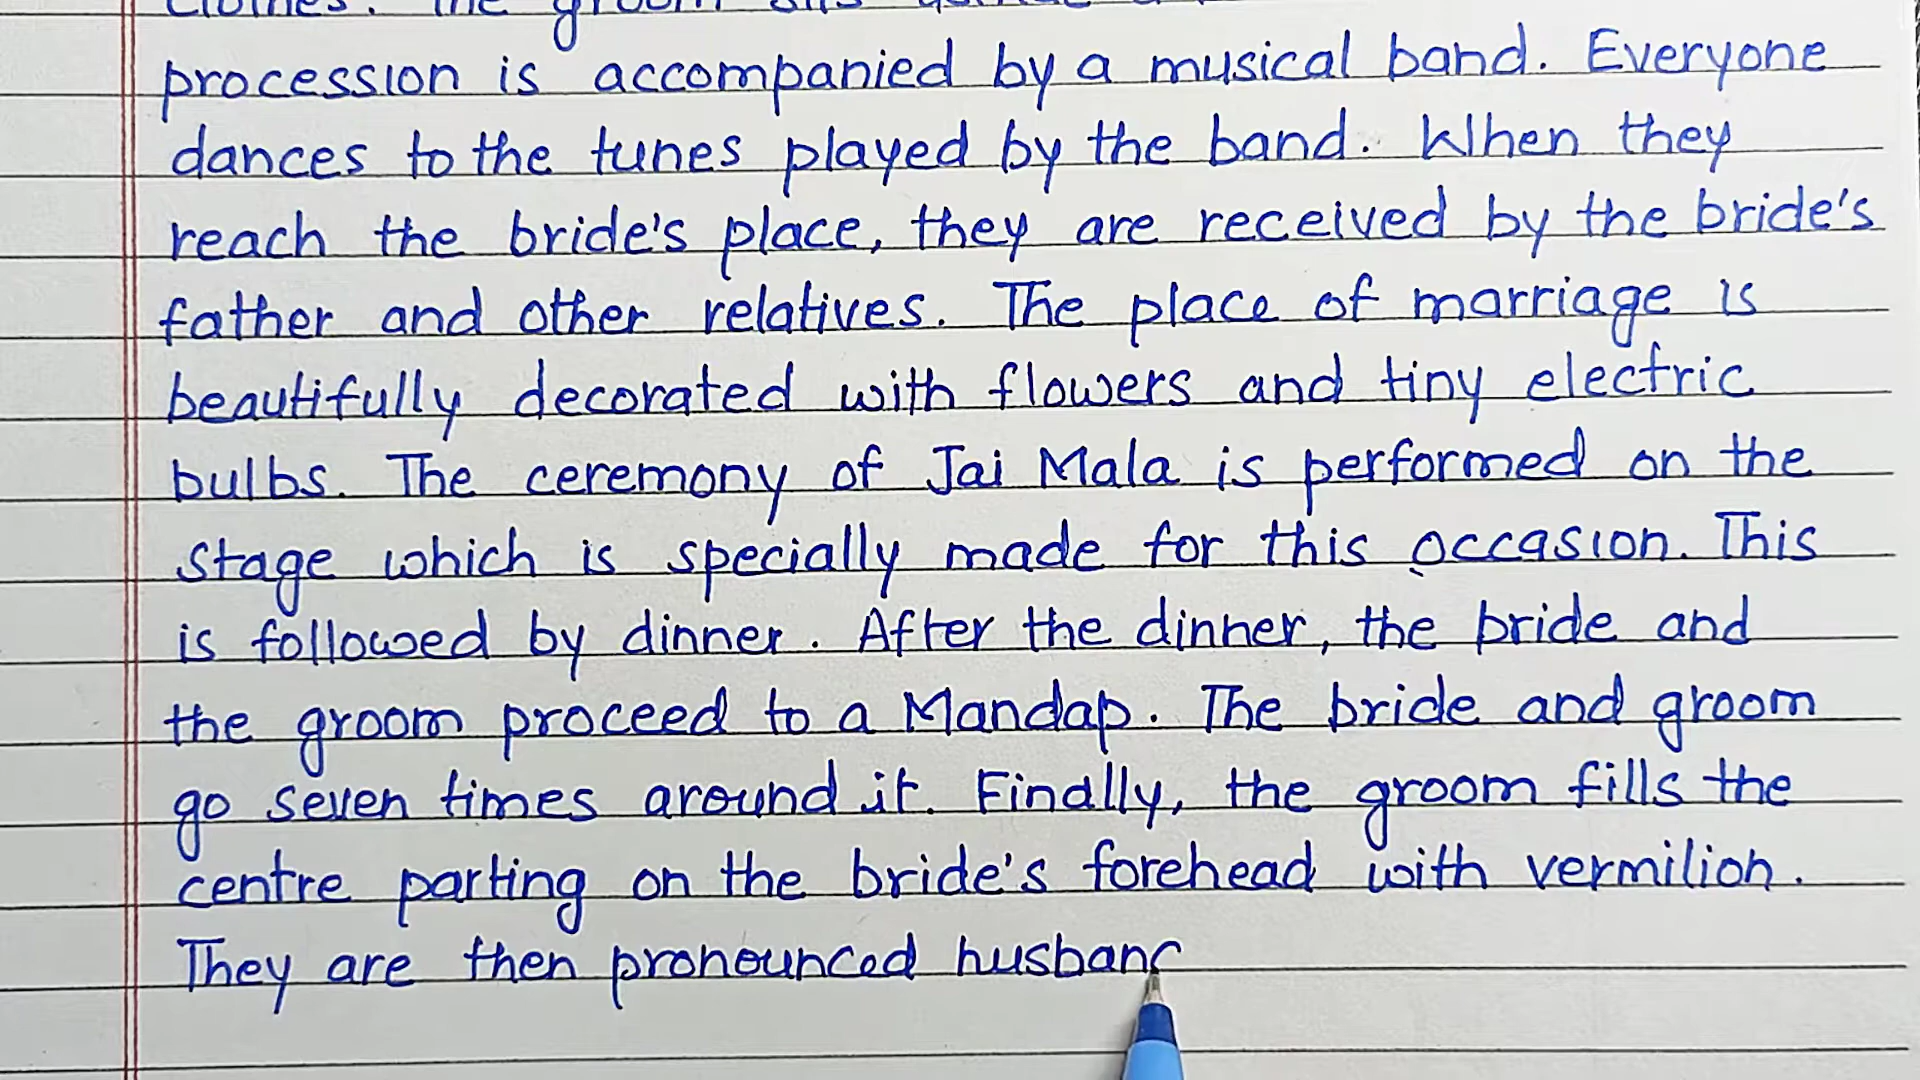 clothes. The groom
procession is accompanied by a musical band. Everyone
dances to the tunes played by the band. When they
reach the bride's place, they are received by the bride's
father and other relatives. The place of marriage is
beautifully decorated with flowers and tiny electric
bulbs. The ceremony of Jai Mala is performed on the
stage which is specially made for this occasion. This
is followed by dinner. After the dinner, the bride and
the groom proceed to a Mandap. The bride and groom
go seven times around it. Finally, the groom fills the
centre parting on the bride's forehead with vermilion.
They are then pronounced husban